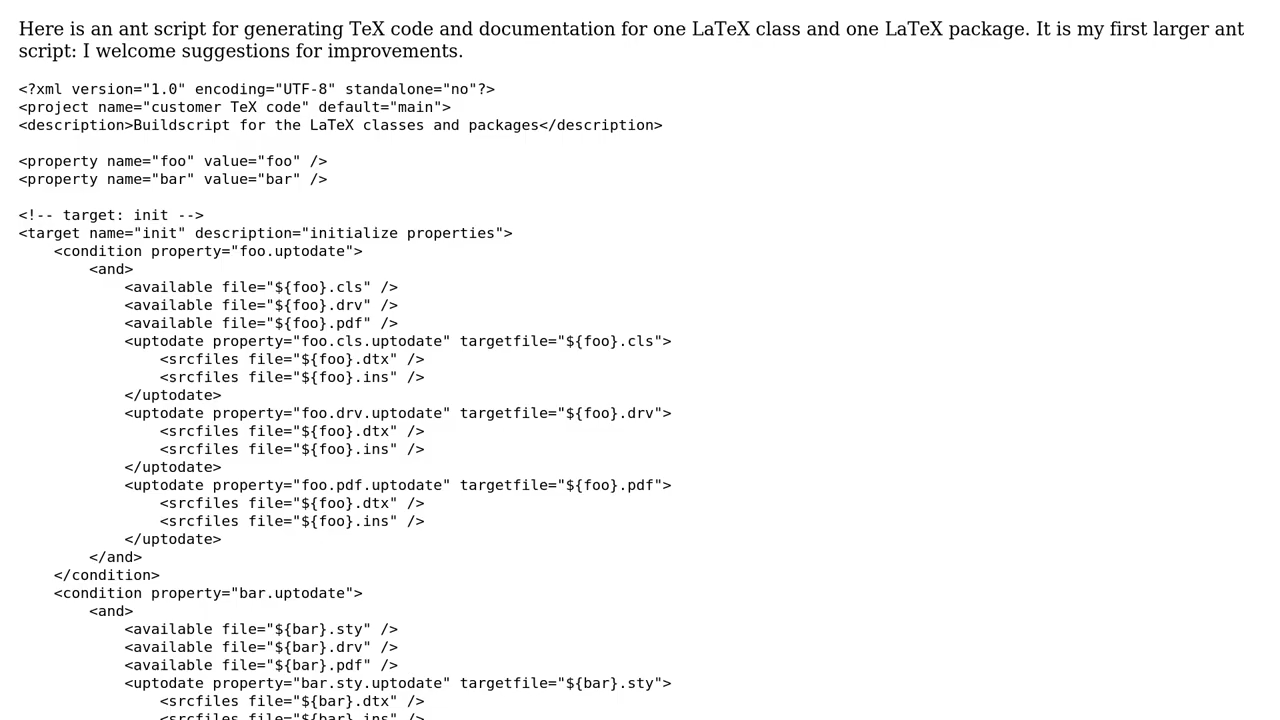 Here is an ant script for generating TeX code and documentation for one LaTeX class and one LaTeX package. It is my first larger ant
script: I welcome suggestions for improvements.
<?xml version="1.0" encoding="UTF-8" standalone="no"?>
<project name="customer TeX code" default="main">
<description>Buildscript for the LaTeX classes and packages</description>
<property name="foo" value="foo" />
<property name="bar" value="bar" />
<!-- target: init -->
<target name="init" description="initialize properties">
    <condition property="foo.uptodate">
        <and>
            <available file="${foo}.cls" />
            <available file="${foo}.drv" />
            <available file="${foo}.pdf" />
            <uptodate property="foo.cls.uptodate" targetfile="${foo}.cls">
                <srcfiles file="${foo}.dtx" />
                <srcfiles file="${foo}.ins" />
            </uptodate>
            <uptodate property="foo.drv.uptodate" targetfile="${foo}.drv">
                <srcfiles file="${foo}.dtx" />
                <srcfiles file="${foo}.ins" />
            </uptodate>
            <uptodate property="foo.pdf.uptodate" targetfile="${foo}.pdf">
                <srcfiles file="${foo}.dtx" />
                <srcfiles file="${foo}.ins" />
            </uptodate>
        </and>
    </condition>
    <condition property="bar.uptodate">
        <and>
            <available file="${bar}.sty" />
            <available file="${bar}.drv" />
            <available file="${bar}.pdf" />
            <uptodate property="bar.sty.uptodate" targetfile="${bar}.sty">
                <srcfiles file="${bar}.dtx" />
                <srcfiles file="${bar}.ins" />